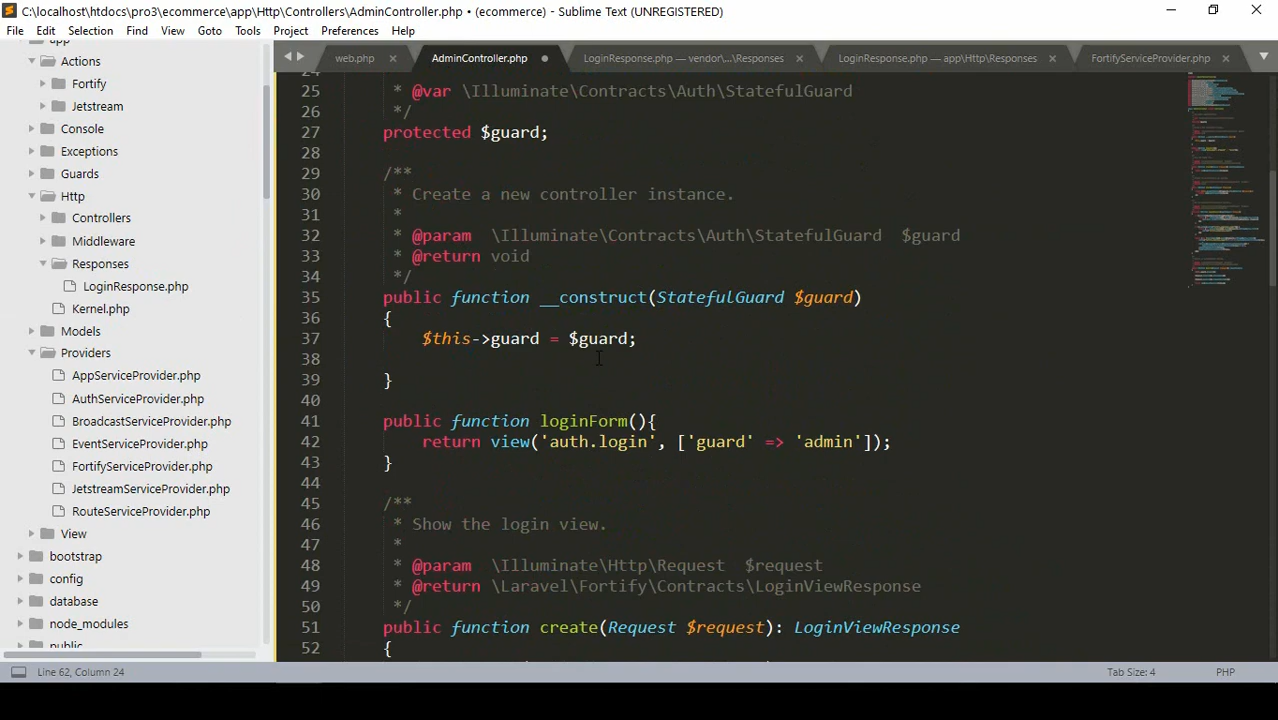 C:\localhost\htdocs\pro3\ecommerce\app\Http\Controllers\AdminController.php • (ecommerce) - Sublime Text (UNREGISTERED)
File Edit Selection Find View Goto Tools Project Preferences Help
web.php × AdminController.php LoginResponse.php — vendor\...\Responses × LoginResponse.php — app\Http\Responses × FortifyServiceProvider.php ×
app
Actions
Fortify
Jetstream
Console
Exceptions
Guards
Http
Controllers
Middleware
Responses
LoginResponse.php
Kernel.php
Models
Providers
AppServiceProvider.php
AuthServiceProvider.php
BroadcastServiceProvider.php
EventServiceProvider.php
FortifyServiceProvider.php
JetstreamServiceProvider.php
RouteServiceProvider.php
View
bootstrap
config
database
node_modules
public
24
25 * @var \Illuminate\Contracts\Auth\StatefulGuard
26 */
27 protected $guard;
28
29 /**
30 * Create a new controller instance.
31 *
32 * @param \Illuminate\Contracts\Auth\StatefulGuard $guard
33 * @return void
34 */
35 public function __construct(StatefulGuard $guard)
36 {
37 $this->guard = $guard;
38
39 }
40
41 public function loginForm(){
42 return view('auth.login', ['guard' => 'admin']);
43 }
44
45 /**
46 * Show the login view.
47 *
48 * @param \Illuminate\Http\Request $request
49 * @return \Laravel\Fortify\Contracts\LoginViewResponse
50 */
51 public function create(Request $request): LoginViewResponse
52 {
Line 62, Column 24 Tab Size: 4 PHP